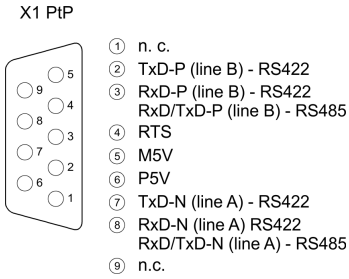 X1 PtP
5
9
4
8
3
7
2
6
1
1 n. c.
2 TxD-P (line B) - RS422
3 RxD-P (line B) - RS422
RxD/TxD-P (line B) - RS485
4 RTS
5 M5V
6 P5V
7 TxD-N (line A) - RS422
8 RxD-N (line A) RS422
RxD/TxD-N (line A) - RS485
9 n.c.